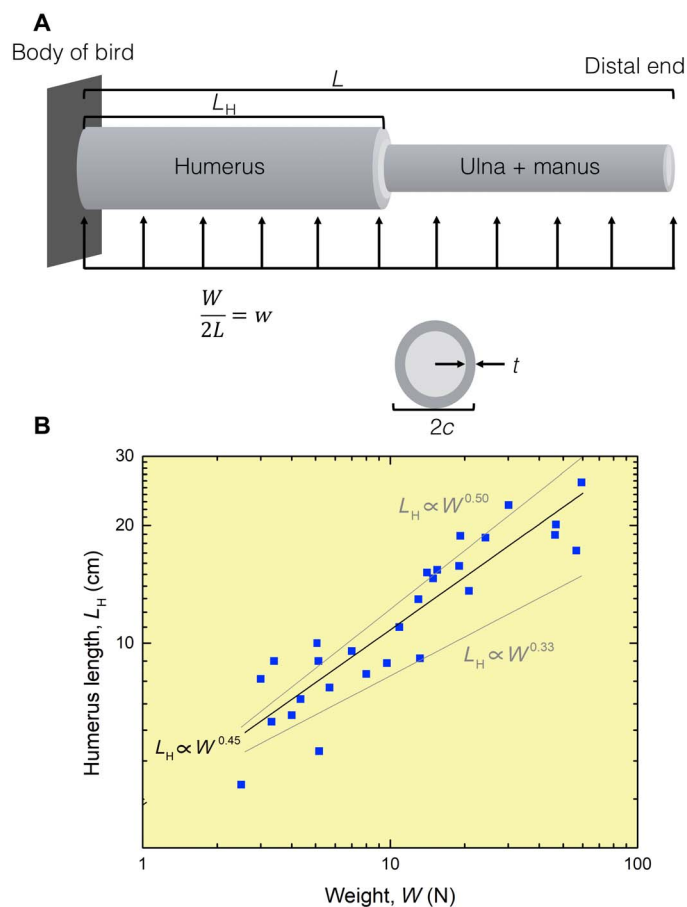 A
Body of bird
Distal end
L
L_H
Humerus
Ulna + manus
W/2L = w
t
2c
B
30
20
10
Humerus length, L_H (cm)
L_H ∝ W^0.50
L_H ∝ W^0.33
L_H ∝ W^0.45
1
10
100
Weight, W (N)